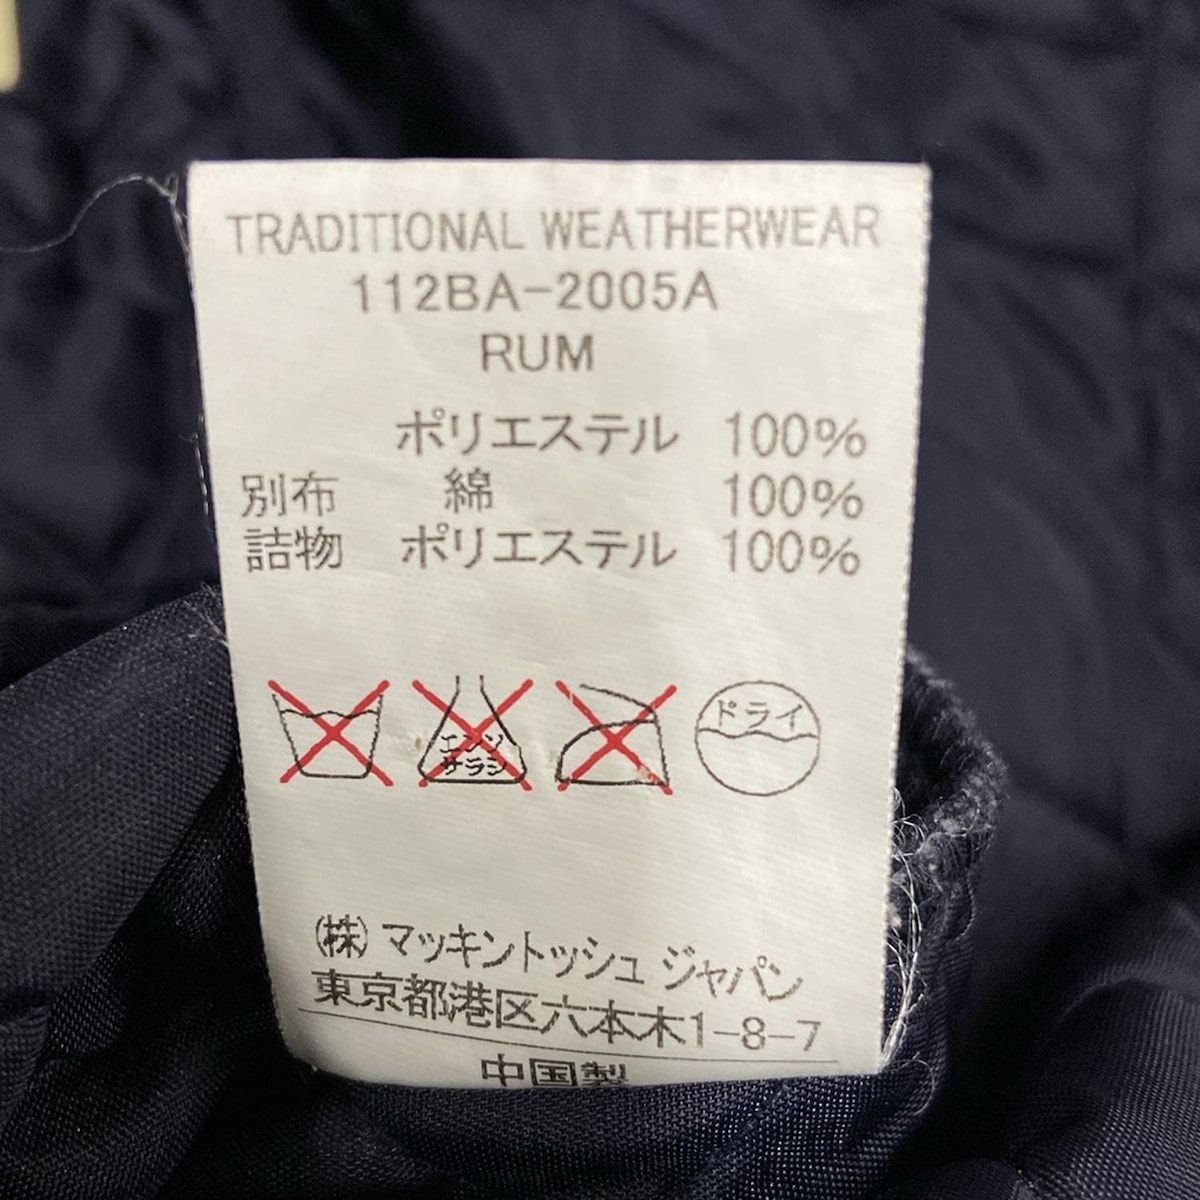 TRADITIONAL WEATHERWEAR
112BA-2005A
RUM
ポリエステル 100%
別布 綿 100%
詰物 ポリエステル 100%
エンソ
サラシ
ドライ
(株) マッキントッシュ ジャパン
東京都港区六本木1-8-7
中国製